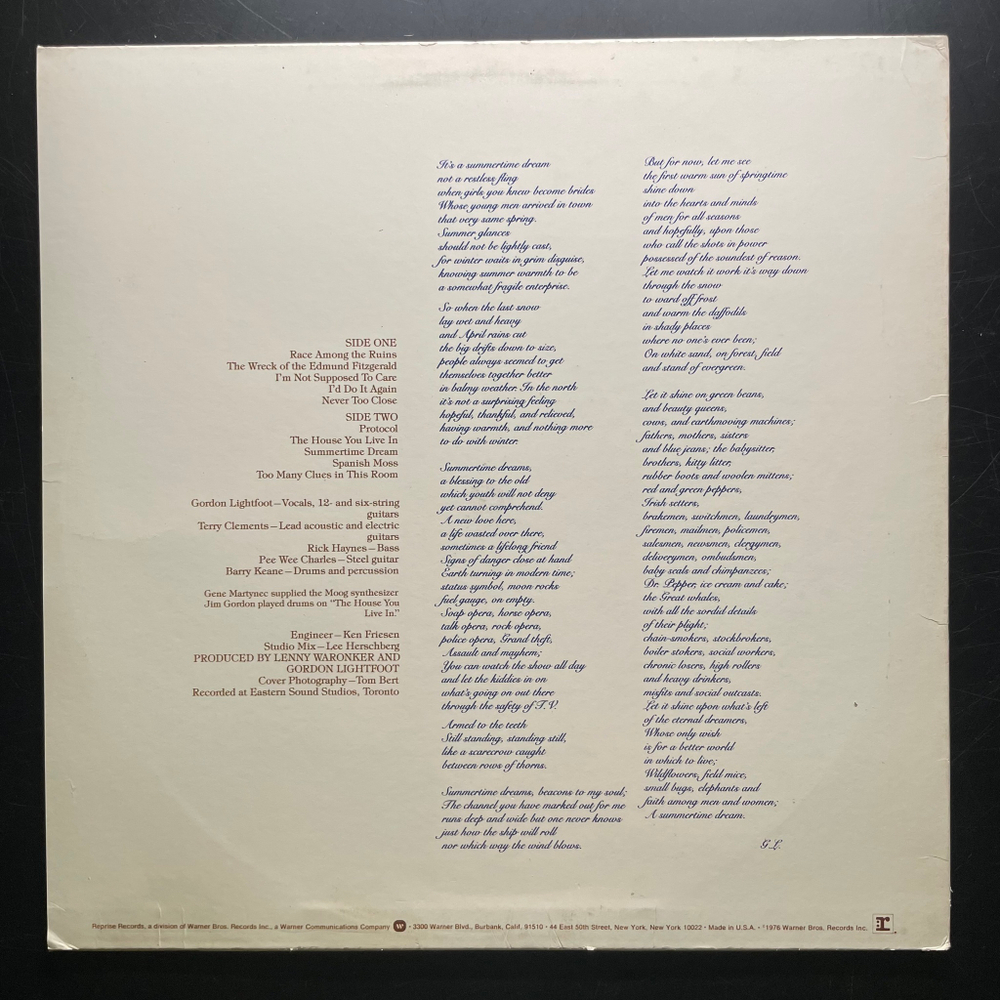 SIDE ONE
Race Among the Ruins
The Wreck of the Edmund Fitzgerald
I'm Not Supposed To Care
I'd Do It Again
Never Too Close
SIDE TWO
Protocol
The House You Live In
Summertime Dream
Spanish Moss
Too Many Clues in This Room
Gordon Lightfoot—Vocals, 12- and six-string
guitars
Terry Clements—Lead acoustic and electric
guitars
Rick Haynes—Bass
Pee Wee Charles—Steel guitar
Barry Keane—Drums and percussion
Gene Martynec supplied the Moog synthesizer
Jim Gordon played drums on "The House You
Live In."
Engineer—Ken Friesen
Studio Mix—Lee Herschberg
PRODUCED BY LENNY WARONKER AND
GORDON LIGHTFOOT
Cover Photography—Tom Bert
Recorded at Eastern Sound Studios, Toronto
It's a summertime dream
not a restless fling
when girls you knew become brides
Whose young men arrived in town
that very same spring.
Summer glances
should not be lightly cast,
for winter waits in grim disguise,
knowing summer warmth to be
a somewhat fragile enterprise.
So when the last snow
lay wet and heavy
and April rains cut
the big drifts down to size,
people always seemed to get
themselves together better
in balmy weather. In the north
it's not a surprising feeling
hopeful, thankful, and relieved,
having warmth, and nothing more
to do with winter.
Summertime dreams,
a blessing to the old
which youth will not deny
yet cannot comprehend.
A new love here,
a life wasted over there,
sometimes a lifelong friend
Signs of danger close at hand
Earth turning in modern time;
status symbol, moon rocks
fuel gauge, on empty.
Soap opera, horse opera,
talk opera, rock opera,
police opera, Grand theft,
Assault and mayhem;
You can watch the show all day
and let the kiddies in on
what's going on out there
through the safety of T.V.
Armed to the teeth
Still standing, standing still,
like a scarecrow caught
between rows of thorns.
Summertime dreams, beacons to my soul;
The channel you have marked out for me
runs deep and wide but one never knows
just how the ship will roll
nor which way the wind blows.
But for now, let me see
the first warm sun of springtime
shine down
into the hearts and minds
of men for all seasons
and hopefully, upon those
who call the shots in power
possessed of the soundest of reason.
Let me watch it work it's way down
through the snow
to ward off frost
and warm the daffodils
in shady places
where no one's ever been;
On white sand, on forest, field
and stand of evergreen.
Let it shine on green beans,
and beauty queens,
cows, and earthmoving machines;
fathers, mothers, sisters
and blue jeans; the babysitter,
brothers, kitty litter,
rubber boots and woolen mittens;
red and green peppers,
Irish setters,
brakemen, switchmen, laundrymen,
firemen, mailmen, policemen,
salesmen, newsmen, clergymen,
deliverymen, ombudsmen,
baby seals and chimpanzees;
Dr. Pepper, ice cream and cake;
the Great whales,
with all the sordid details
of their plight;
chain-smokers, stockbrokers,
boiler stokers, social workers,
chronic losers, high rollers
and heavy drinkers,
misfits and social outcasts.
Let it shine upon what's left
of the eternal dreamers,
Whose only wish
is for a better world
in which to live;
Wildflowers, field mice,
small bugs, elephants and
faith among men and women;
A summertime dream.
G.L.
Reprise Records, a division of Warner Bros. Records Inc., a Warner Communications Company W • 3300 Warner Blvd., Burbank, Calif. 91510 • 44 East 50th Street, New York, New York 10022 • Made in U.S.A. • ℗1976 Warner Bros. Records Inc. r